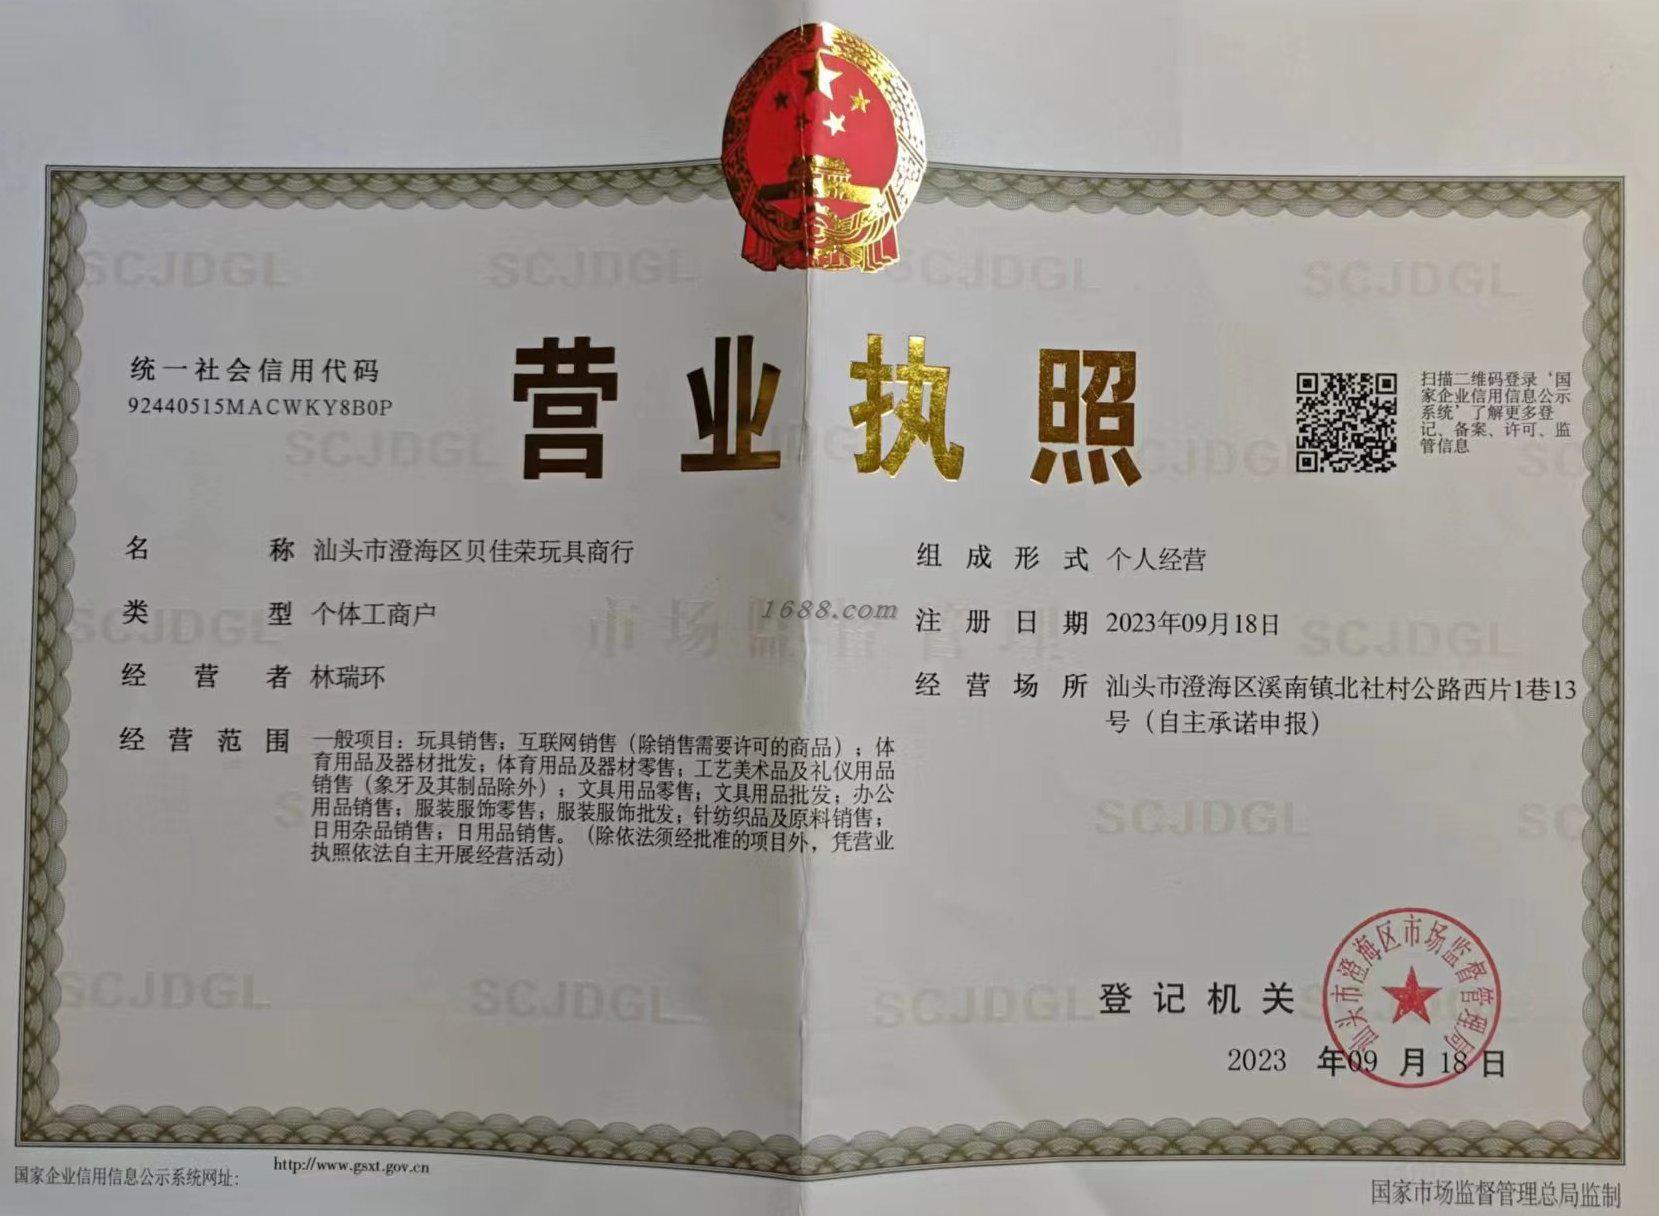 统一社会信用代码
92440515MACWKY8B0P
营业执照
扫描二维码登录‘国
家企业信用信息公示
系统’了解更多登
记、备案、许可、监
管信息
名称 汕头市澄海区贝佳荣玩具商行
类型 个体工商户
经营者 林瑞环
经营范围 一般项目：玩具销售；互联网销售（除销售需要许可的商品）；体
育用品及器材批发；体育用品及器材零售；工艺美术品及礼仪用品
销售（象牙及其制品除外）；文具用品零售；文具用品批发；办公
用品销售；服装服饰零售；服装服饰批发；针纺织品及原料销售；
日用杂品销售；日用品销售。（除依法须经批准的项目外，凭营业
执照依法自主开展经营活动）
组成形式 个人经营
注册日期 2023年09月18日
经营场所 汕头市澄海区溪南镇北社村公路西片1巷13
号（自主承诺申报）
1688.com
市场监督管理
SCJDGL
登记机关
汕头市澄海区市场监督管理局
2023 年09 月18 日
国家企业信用信息公示系统网址：
http://www.gsxt.gov.cn
国家市场监督管理总局监制